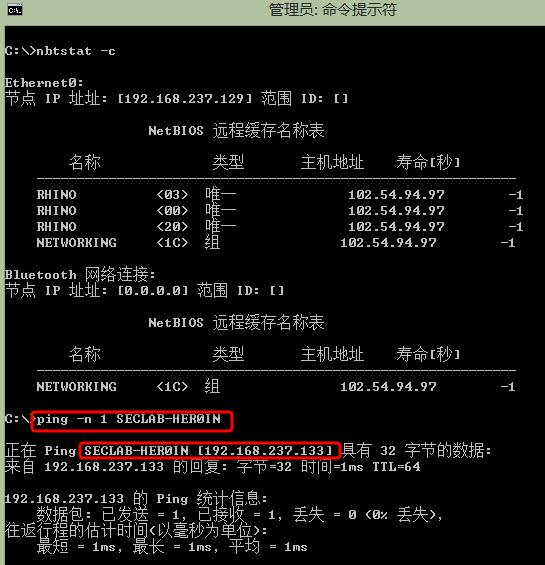 管理员: 命令提示符
C:\>nbtstat -c
Ethernet0:
节点 IP 址址: [192.168.237.129] 范围 ID: []
NetBIOS 远程缓存名称表
名称 类型 主机地址 寿命[秒]
------------------------------------------------------------
RHINO <03> 唯一 102.54.94.97 -1
RHINO <00> 唯一 102.54.94.97 -1
RHINO <20> 唯一 102.54.94.97 -1
NETWORKING <1C> 组 102.54.94.97 -1
Bluetooth 网络连接:
节点 IP 址址: [0.0.0.0] 范围 ID: []
NetBIOS 远程缓存名称表
名称 类型 主机地址 寿命[秒]
------------------------------------------------------------
NETWORKING <1C> 组 102.54.94.97 -1
C:\>ping -n 1 SECLAB-HER0IN
正在 Ping SECLAB-HER0IN [192.168.237.133] 具有 32 字节的数据:
来自 192.168.237.133 的回复: 字节=32 时间=1ms TTL=64
192.168.237.133 的 Ping 统计信息:
数据包: 已发送 = 1, 已接收 = 1, 丢失 = 0 (0% 丢失),
往返行程的估计时间(以毫秒为单位):
最短 = 1ms, 最长 = 1ms, 平均 = 1ms